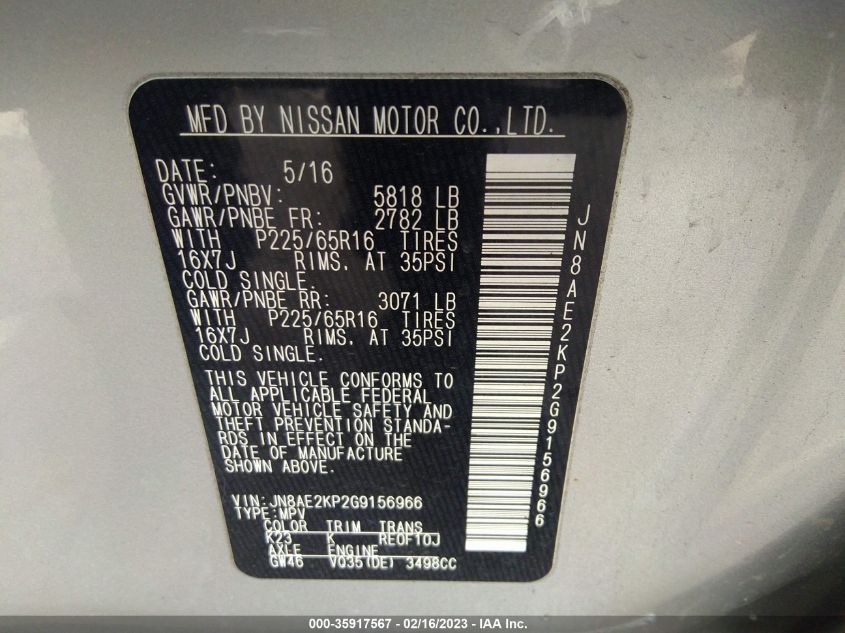 MFD BY NISSAN MOTOR CO.,LTD.
DATE: 5/16
GVWR/PNBV: 5818 LB
GAWR/PNBE FR: 2782 LB
WITH P225/65R16 TIRES
16X7J RIMS, AT 35PSI
COLD SINGLE.
GAWR/PNBE RR: 3071 LB
WITH P225/65R16 TIRES
16X7J RIMS, AT 35PSI
COLD SINGLE.
THIS VEHICLE CONFORMS TO
ALL APPLICABLE FEDERAL
MOTOR VEHICLE SAFETY AND
THEFT PREVENTION STANDA-
RDS IN EFFECT ON THE
DATE OF MANUFACTURE
SHOWN ABOVE.
VIN:JN8AE2KP2G9156966
TYPE:MPV
COLOR TRIM TRANS
K23 K RE0F10J
AXLE ENGINE
GW46 VQ35(DE) 3498CC
JN8AE2KP2G9156966
000-35917567 - 02/16/2023 - IAA Inc.